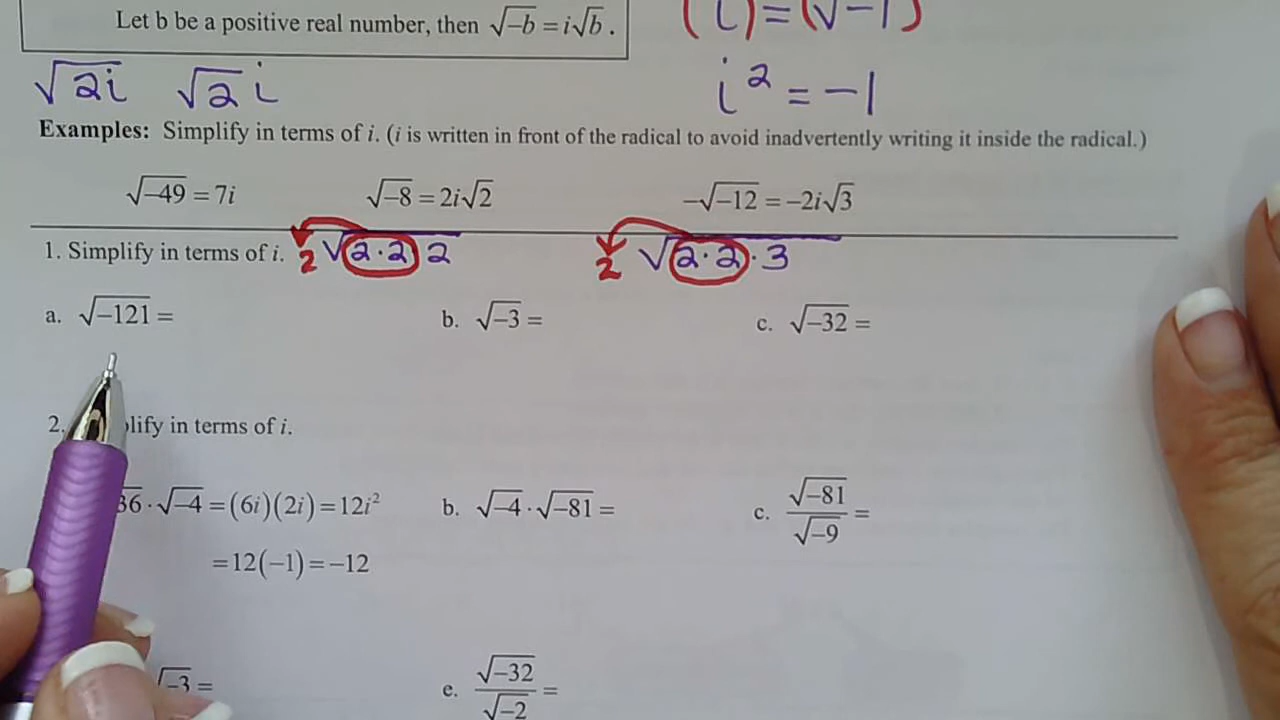 Let b be a positive real number, then √−b = i√b .
(i)=(√−1)
√2i √2 i
i² = −1
Examples: Simplify in terms of i. (i is written in front of the radical to avoid inadvertently writing it inside the radical.)
√−49 = 7i √−8 = 2i√2 −√−12 = −2i√3
1. Simplify in terms of i. 2 √2·2 2 2 √2·2·3
a. √−121 = b. √−3 = c. √−32 =
2. lify in terms of i.
36 · √−4 = (6i)(2i) = 12i² b. √−4 · √−81 = c. √−81 / √−9 =
= 12(−1) = −12
√−3 = e. √−32 / √−2 =